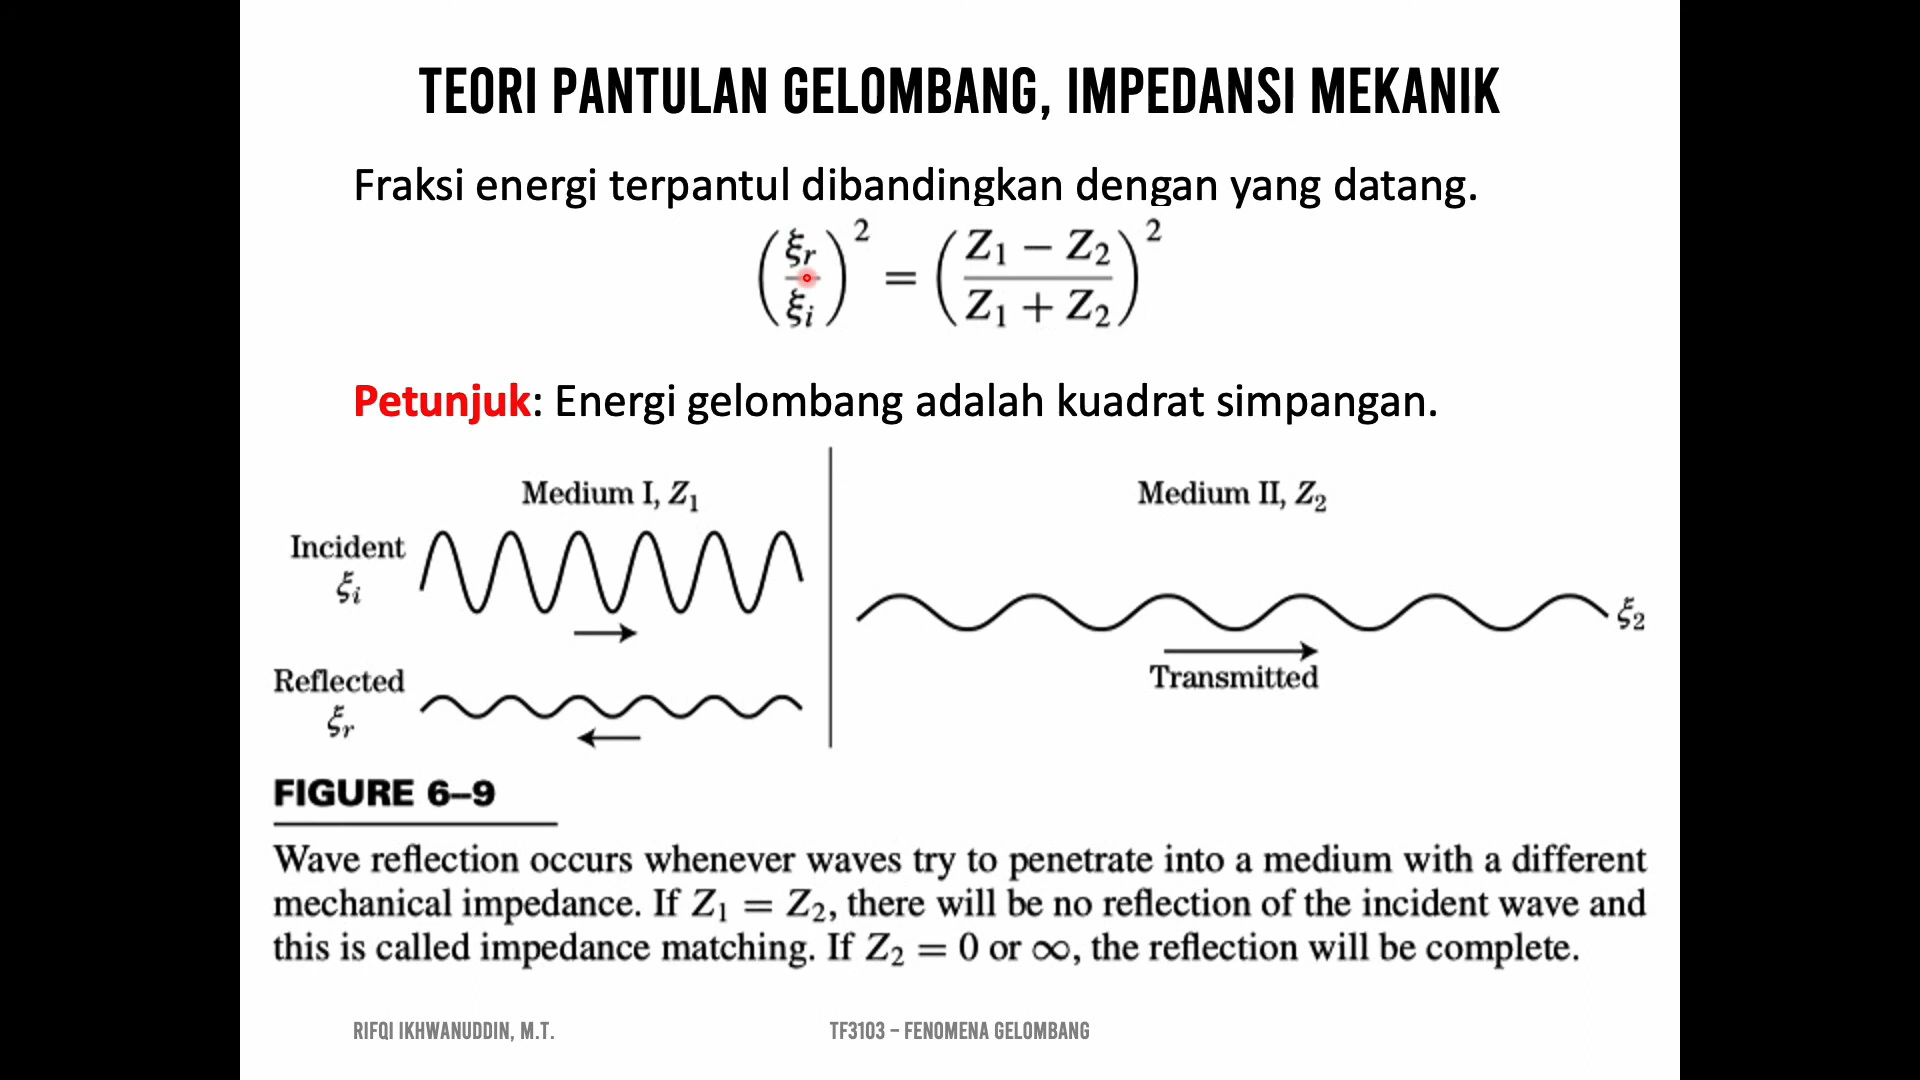 TEORI PANTULAN GELOMBANG, IMPEDANSI MEKANIK
Fraksi energi terpantul dibandingkan dengan yang datang.
(ξr/ξi)² = ((Z₁ − Z₂)/(Z₁ + Z₂))²
Petunjuk: Energi gelombang adalah kuadrat simpangan.
Medium I, Z₁
Medium II, Z₂
Incident
ξi
ξ₂
Transmitted
Reflected
ξr
FIGURE 6–9
Wave reflection occurs whenever waves try to penetrate into a medium with a different
mechanical impedance. If Z₁ = Z₂, there will be no reflection of the incident wave and
this is called impedance matching. If Z₂ = 0 or ∞, the reflection will be complete.
RIFQI IKHWANUDDIN, M.T.
TF3103 – FENOMENA GELOMBANG